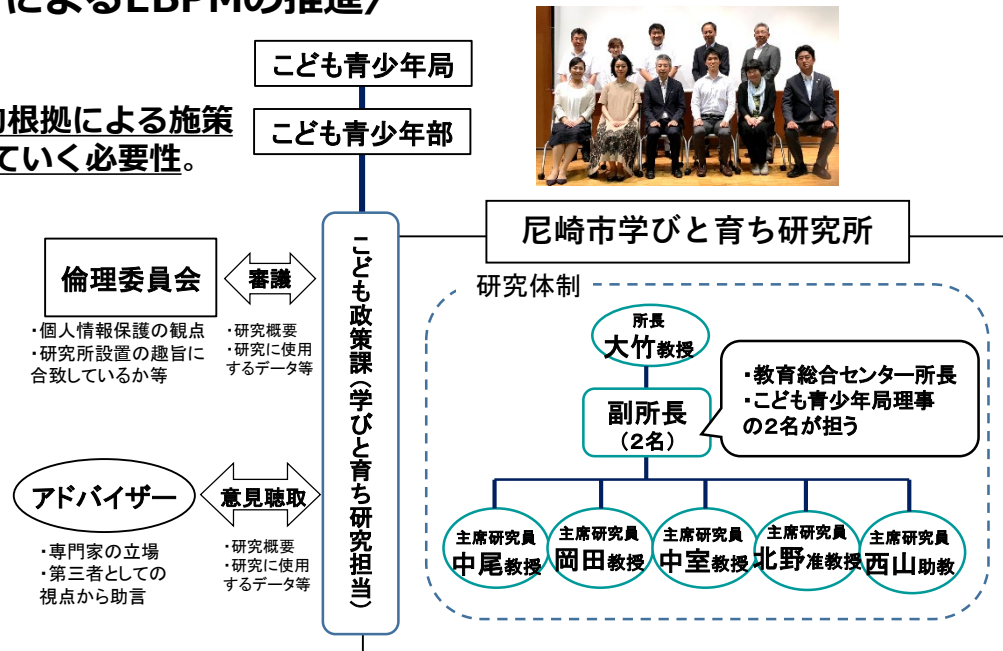 によるEBPMの推進/
こども青少年局
こども青少年部
根拠による施策
ていく必要性。
尼崎市学びと育ち研究所
倫理委員会
審議
・個人情報保護の観点
・研究所設置の趣旨に
合致しているか等
・研究概要
・研究に使用
するデータ等
こども政策課(学びと育ち研究担当)
アドバイザー
意見聴取
・専門家の立場
・第三者としての
視点から助言
・研究概要
・研究に使用
するデータ等
研究体制
所長
大竹教授
副所長
(2名)
・教育総合センター所長
・こども青少年局理事
の2名が担う
主席研究員
中尾教授
主席研究員
岡田教授
主席研究員
中室教授
主席研究員
北野准教授
主席研究員
西山助教